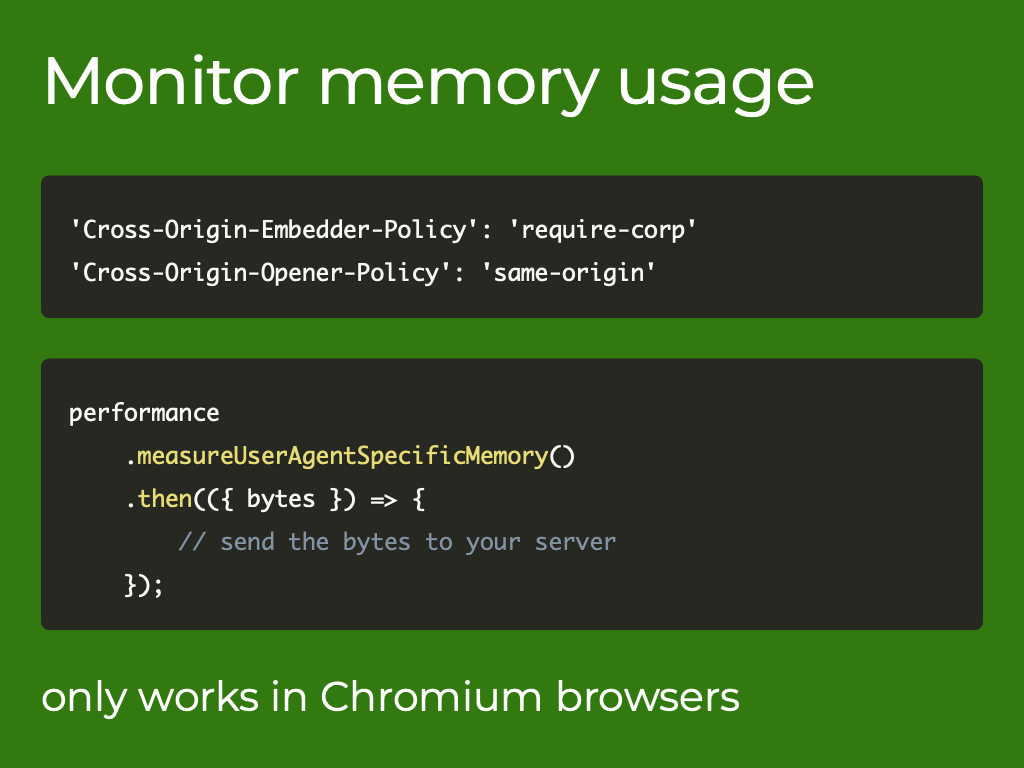 Monitor memory usage
'Cross-Origin-Embedder-Policy': 'require-corp'
'Cross-Origin-Opener-Policy': 'same-origin'
performance
    .measureUserAgentSpecificMemory()
    .then(({ bytes }) => {
        // send the bytes to your server
    });
only works in Chromium browsers